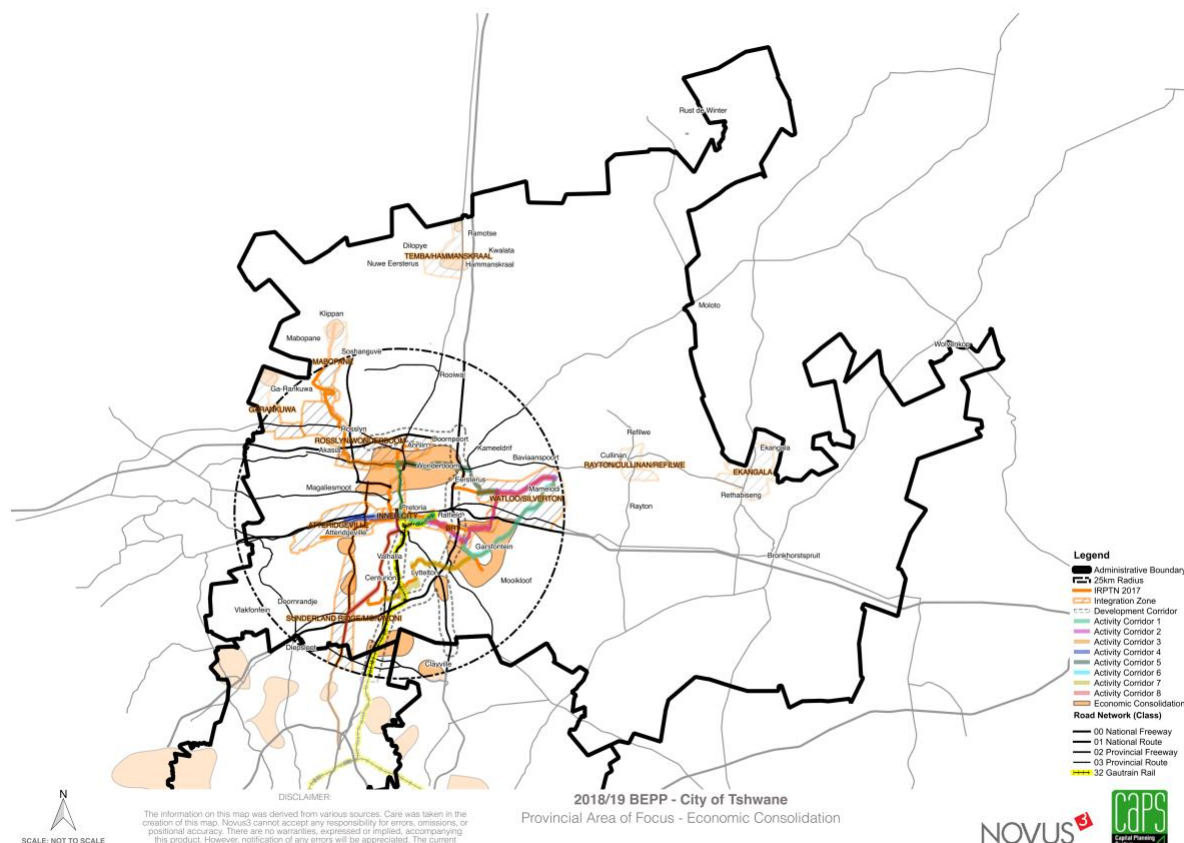 Rust de Winter
Ramotse
Dilopye
Kwalata
TEMBA/HAMMANSKRAAL
Nuwe Eersterus
Hammanskraal
Moloto
Klippan
Mabopane
Soshanguve
MABOPANE
Rooiwal
Ga-Rankuwa
GARANKUWA
Rosslyn
ROSSLYN/WONDERBOOM
Boompoort
Akasia
Kameeldrif
Refilwe
Baviaanspoort
Cullinan
Ekangala
RAYTON/CULLINAN/REFILWE
Wonderboom
EKANGALA
Eersterus
Magaliesmoot
Mamelodi
Rethabiseng
WATLOO/SILVERTON
Pretoria
Rayton
INNER CITY
ATTERIDGEVILLE
Atteridgeville
Garsfontein
Valhalla
Bronkhorstspruit
Centurion
Lyttelton
Mooikloof
Doornrandje
Vlakfontein
Diepsloot
Clayville
Legend
Administrative Boundary
25km Radius
IRPTN 2017
Integration Zone
Development Corridor
Activity Corridor 1
Activity Corridor 2
Activity Corridor 3
Activity Corridor 4
Activity Corridor 5
Activity Corridor 6
Activity Corridor 7
Activity Corridor 8
Economic Consolidation
Road Network (Class)
00 National Freeway
01 National Route
02 Provincial Freeway
03 Provincial Route
32 Gautrain Rail
N
SCALE: NOT TO SCALE
DISCLAIMER:
The information on this map was derived from various sources. Care was taken in the
creation of this map. Novus3 cannot accept any responsibility for errors, omissions, or
positional accuracy. There are no warranties, expressed or implied, accompanying
this product. However, notification of any errors will be appreciated. The current
2018/19 BEPP - City of Tshwane
Provincial Area of Focus - Economic Consolidation
NOVUS3
CAPS
Capital Planning